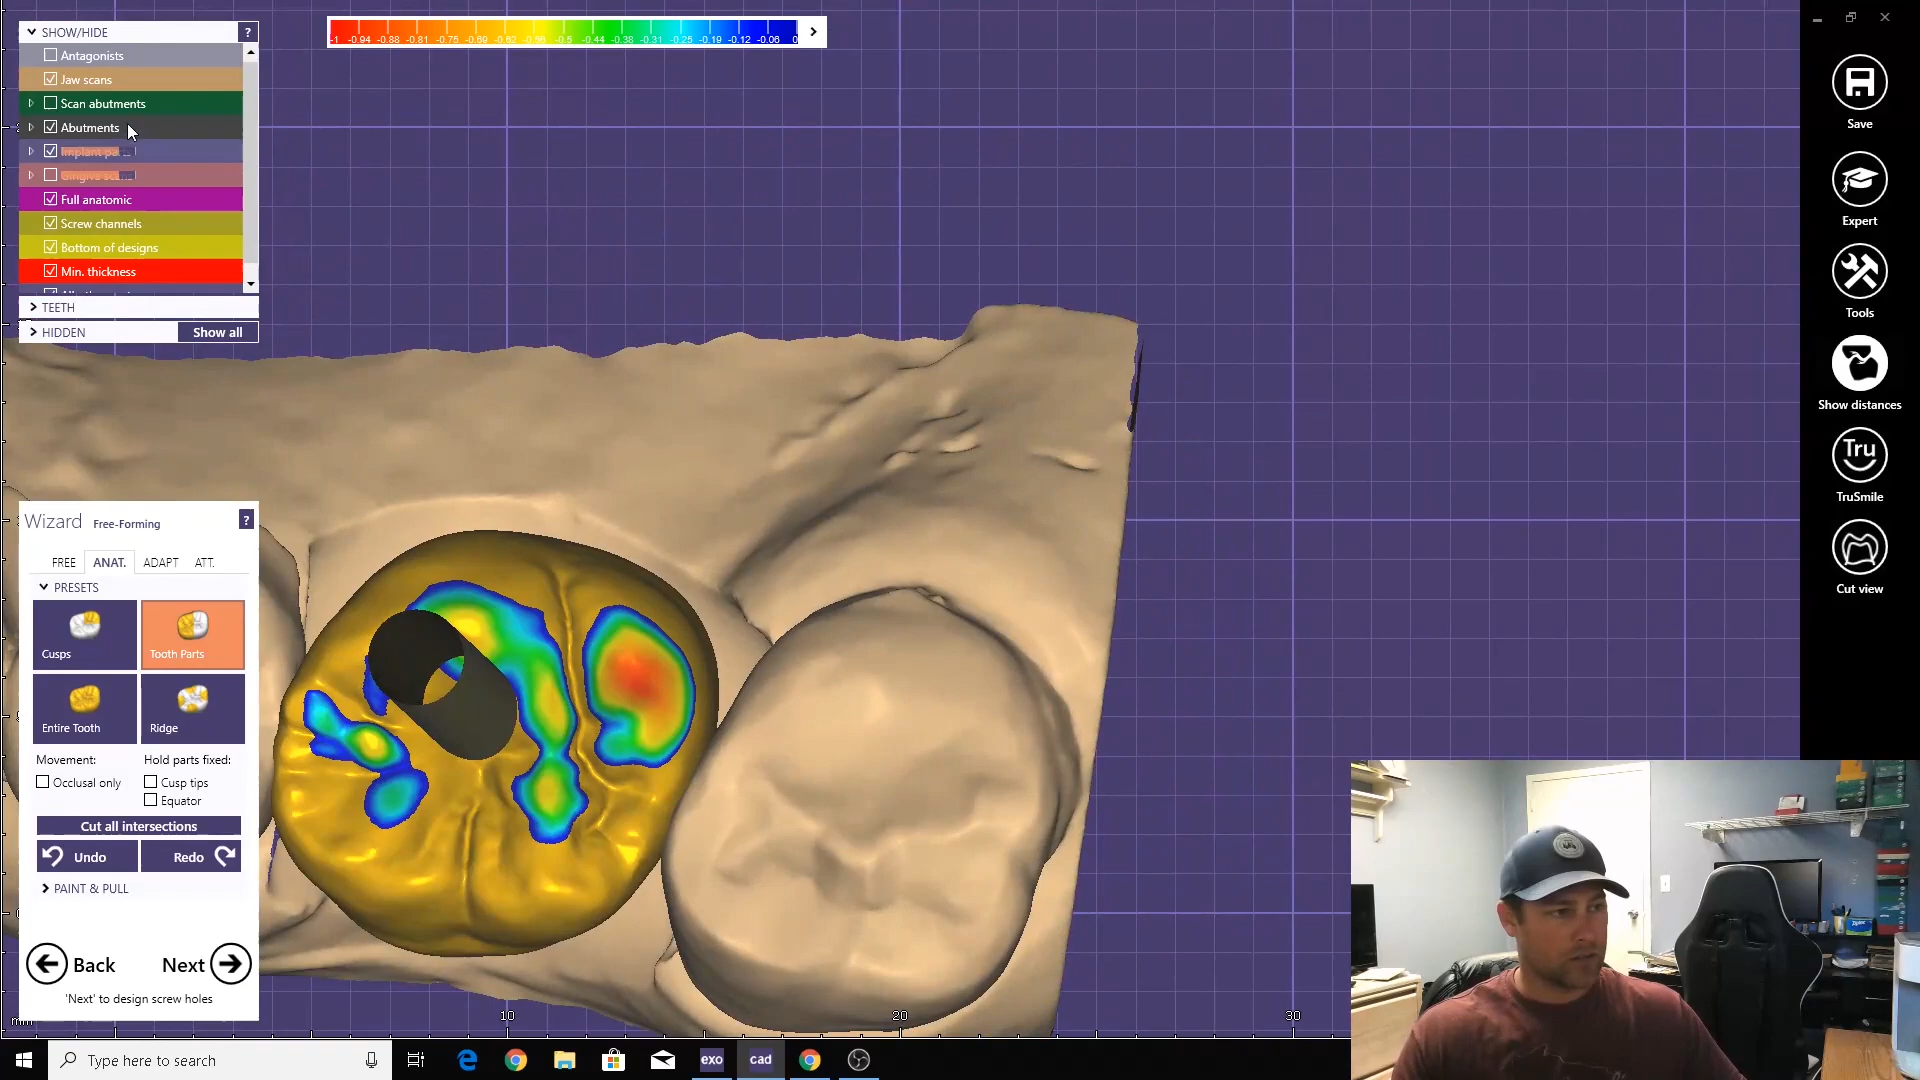 SHOW/HIDE ?
Antagonists
Jaw scans
Scan abutments
Abutments
Implant parts
Gingiva scans
Full anatomic
Screw channels
Bottom of designs
Min. thickness
TEETH
HIDDEN Show all
-1 -0.94 -0.88 -0.81 -0.75 -0.69 -0.62 -0.56 -0.5 -0.44 -0.38 -0.31 -0.25 -0.19 -0.12 -0.06 0
Save
Expert
Tools
Show distances
Tru
TruSmile
Cut view
Wizard Free-Forming ?
FREE ANAT. ADAPT ATT.
PRESETS
Cusps Tooth Parts
Entire Tooth Ridge
Movement: Hold parts fixed:
Occlusal only Cusp tips
Equator
Cut all intersections
Undo Redo
PAINT & PULL
Back Next
'Next' to design screw holes
10 20 30
Type here to search
exo cad